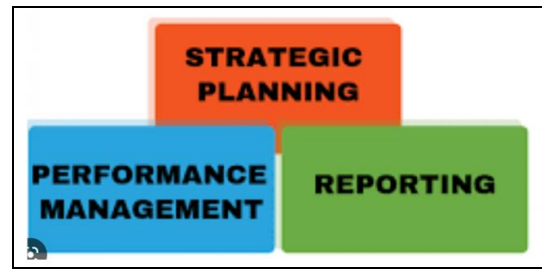 STRATEGIC
PLANNING
PERFORMANCE
MANAGEMENT
REPORTING